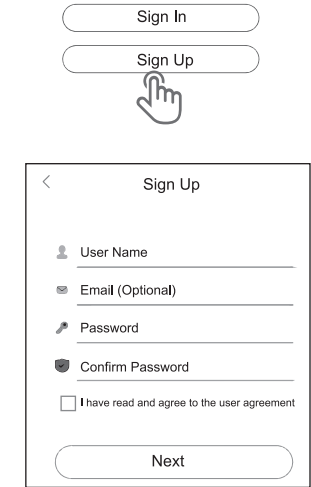 Sign In
Sign Up
Sign Up
User Name
Email (Optional)
Password
Confirm Password
I have read and agree to the user agreement
Next